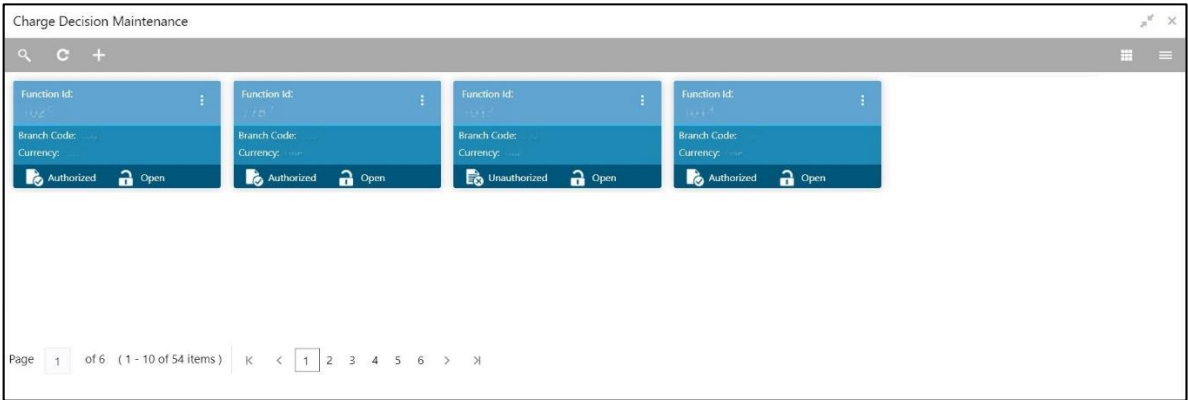 Charge Decision Maintenance
Function Id:
Branch Code:
Currency:
Authorized Open
Function Id:
Branch Code:
Currency:
Authorized Open
Function Id:
Branch Code:
Currency:
Unauthorized Open
Function Id:
Branch Code:
Currency:
Authorized Open
Page 1 of 6 ( 1 - 10 of 54 items ) 1 2 3 4 5 6